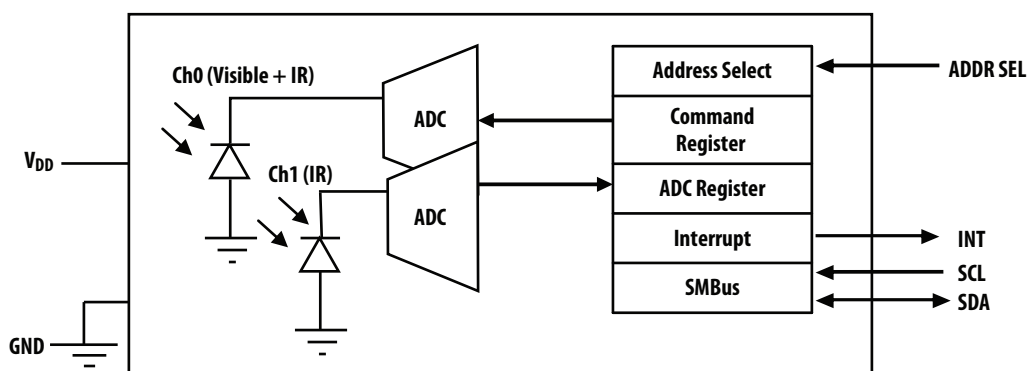 Ch0 (Visible + IR)
ADC
Address Select
ADDR SEL
Command
Register
VDD
Ch1 (IR)
ADC
ADC Register
Interrupt
INT
SMBus
SCL
SDA
GND